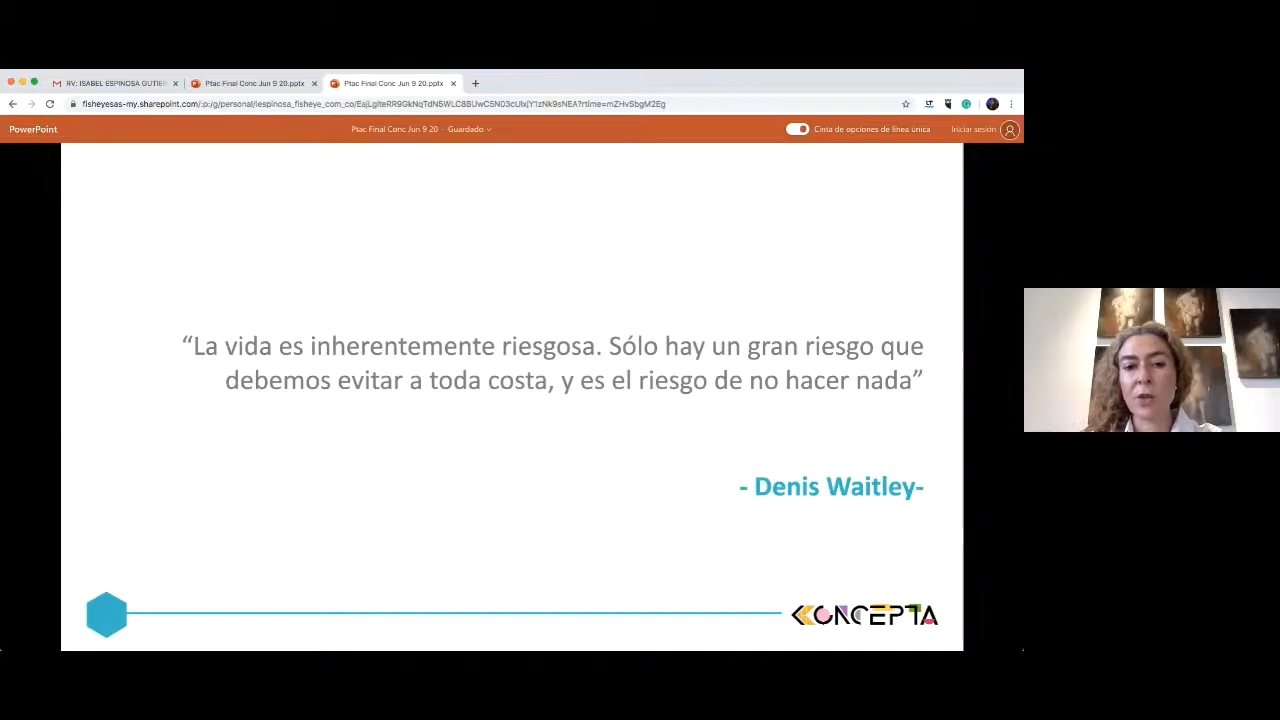 RV: ISABEL ESPINOSA GUTIER
Ptac Final Conc Jun 9 20.pptx
Ptac Final Conc Jun 9 20.pptx
PowerPoint
Ptac Final Conc Jun 9 20 - Guardado
Cinta de opciones de línea única
Iniciar sesión
“La vida es inherentemente riesgosa. Sólo hay un gran riesgo que
debemos evitar a toda costa, y es el riesgo de no hacer nada”
- Denis Waitley-
KONCEPTA